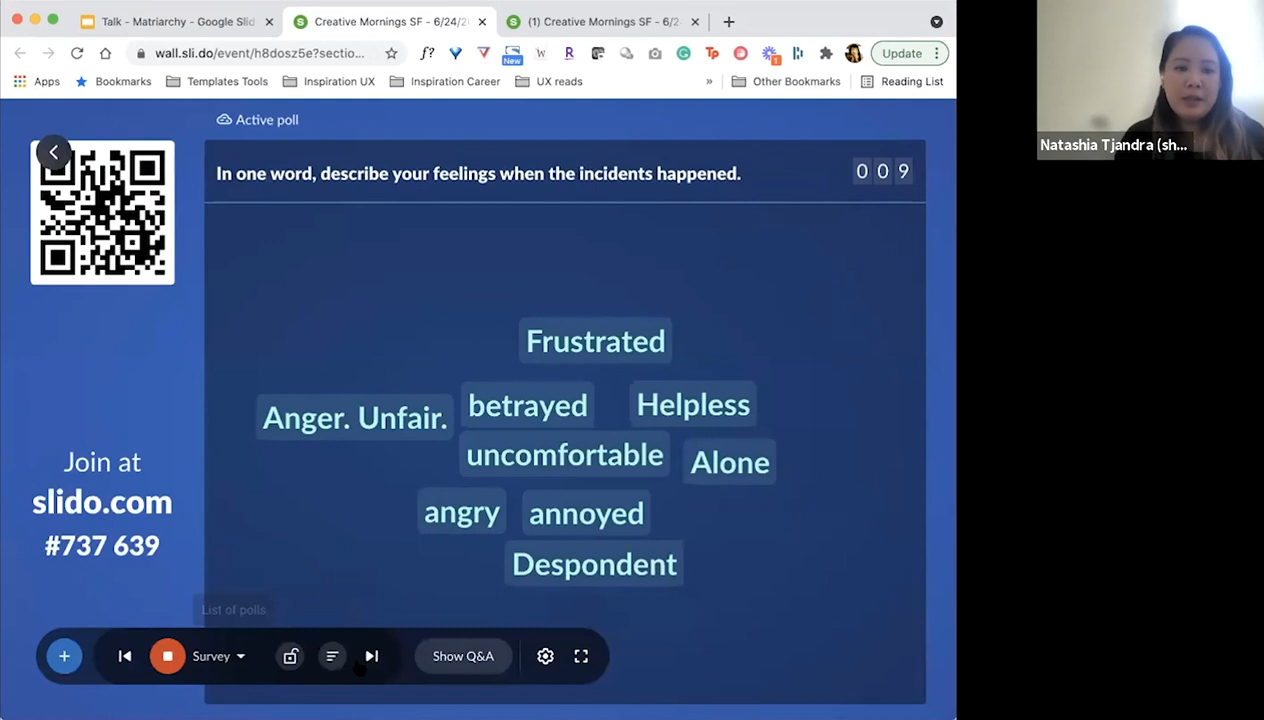 Talk - Matriarchy - Google Slid
Creative Mornings SF - 6/24/2
(1) Creative Mornings SF - 6/2
wall.sli.do/event/h8dosz5e?sectio...
New
Update
Apps
Bookmarks
Templates Tools
Inspiration UX
Inspiration Career
UX reads
»
Other Bookmarks
Reading List
Natashia Tjandra (sh...
Active poll
In one word, describe your feelings when the incidents happened.
0 0 9
Frustrated
Anger. Unfair.
betrayed
Helpless
uncomfortable
Alone
angry
annoyed
Despondent
Join at
slido.com
#737 639
List of polls
Survey
Show Q&A